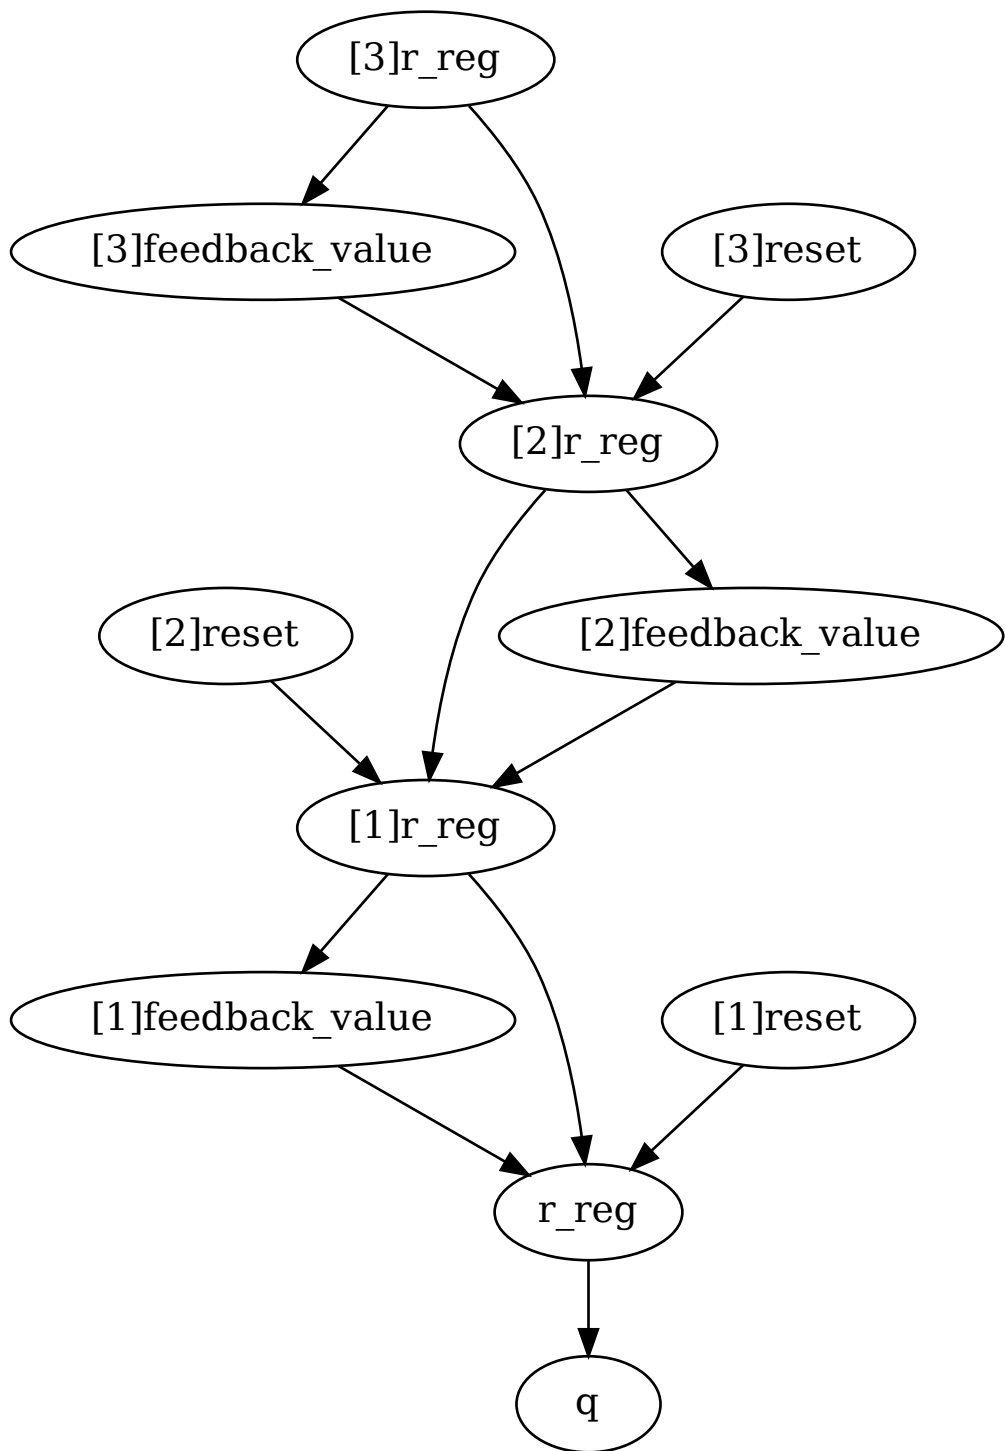 [3]r_reg
[3]feedback_value
[3]reset
[2]r_reg
[2]reset
[2]feedback_value
[1]r_reg
[1]feedback_value
[1]reset
r_reg
q